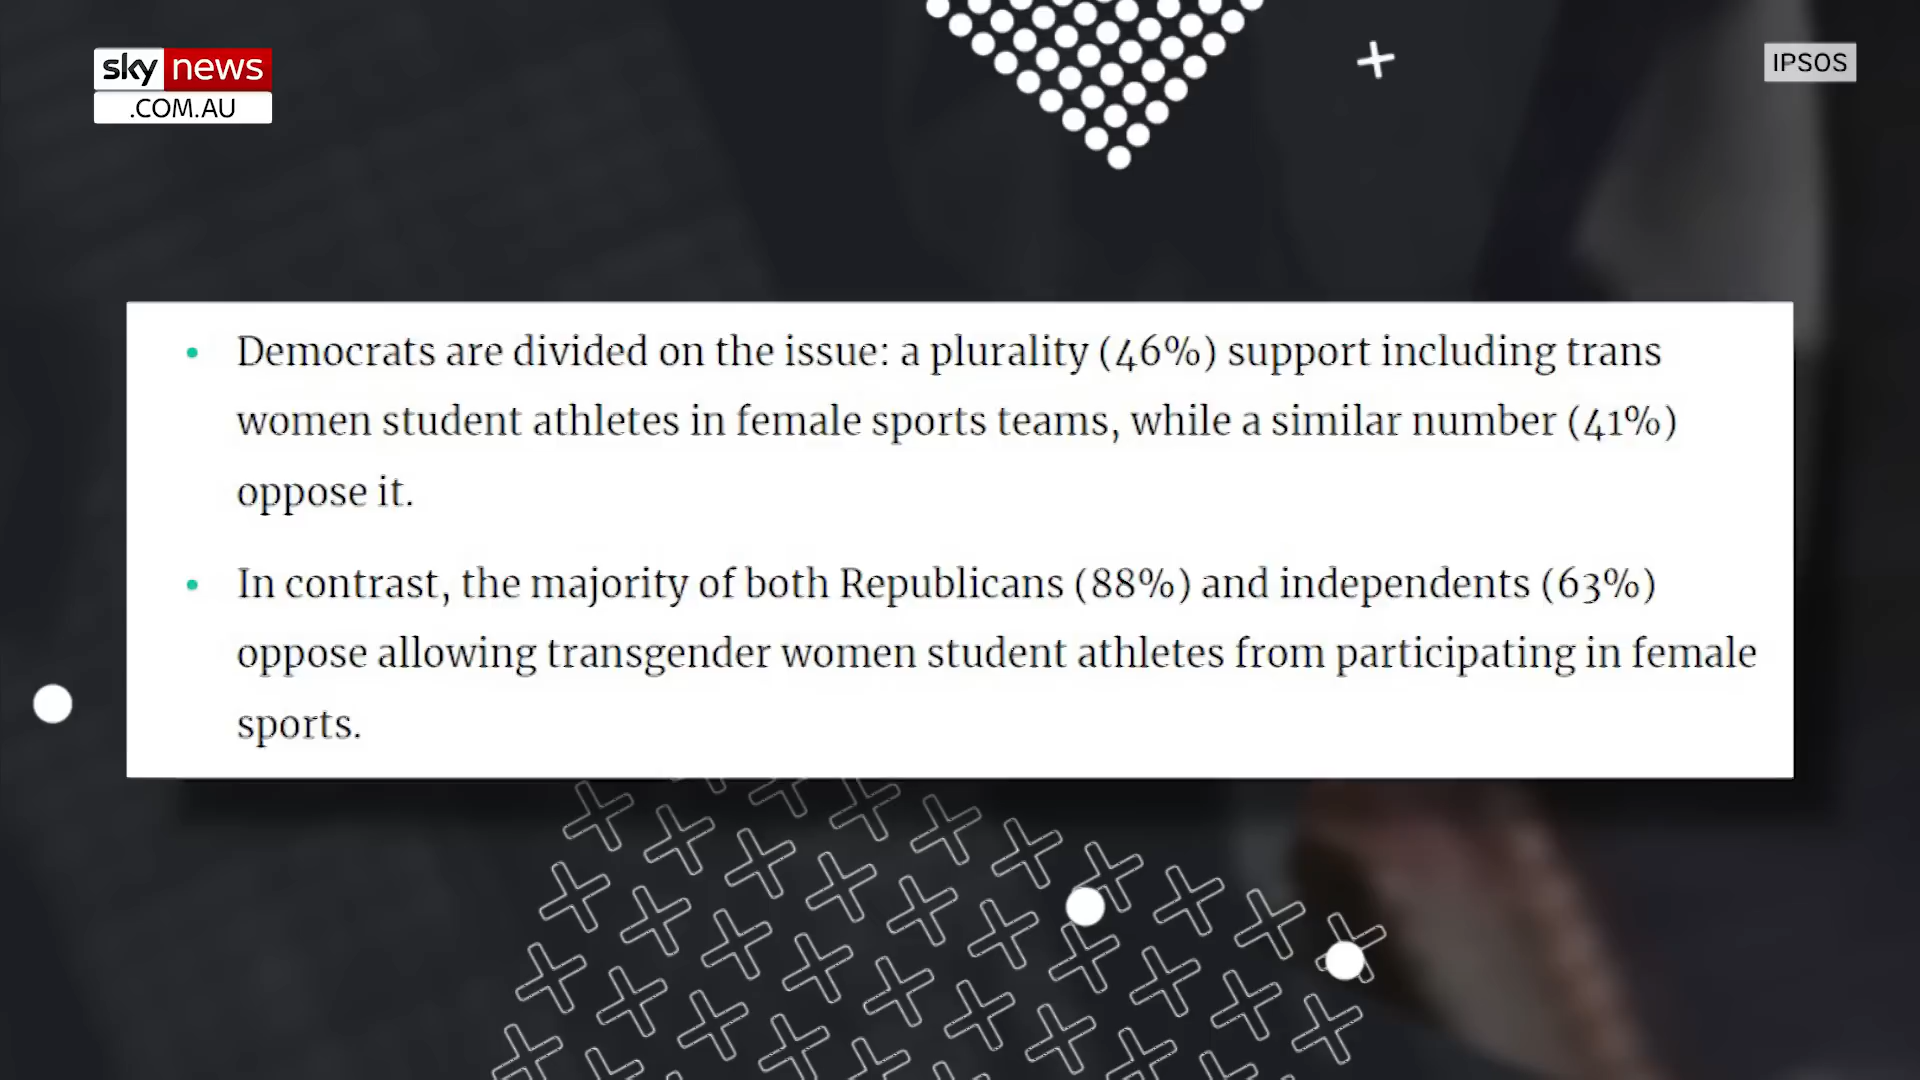 sky news
.COM.AU
IPSOS
• Democrats are divided on the issue: a plurality (46%) support including trans
women student athletes in female sports teams, while a similar number (41%)
oppose it.
• In contrast, the majority of both Republicans (88%) and independents (63%)
oppose allowing transgender women student athletes from participating in female
sports.